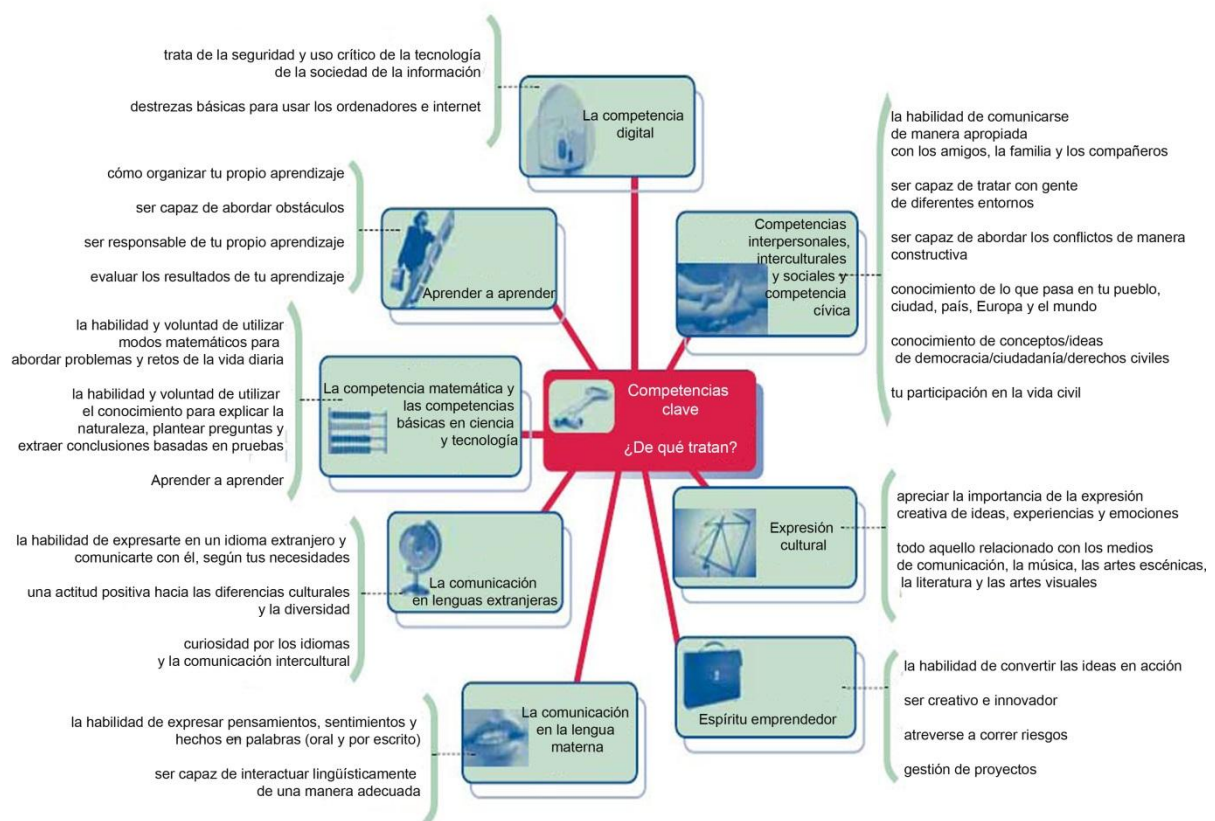 Competencias
clave
¿De qué tratan?
La competencia
digital
trata de la seguridad y uso crítico de la tecnología
de la sociedad de la información
destrezas básicas para usar los ordenadores e internet
Competencias
interpersonales,
interculturales
y sociales y
competencia
cívica
la habilidad de comunicarse
de manera apropiada
con los amigos, la familia y los compañeros
ser capaz de tratar con gente
de diferentes entornos
ser capaz de abordar los conflictos de manera
constructiva
conocimiento de lo que pasa en tu pueblo,
ciudad, país, Europa y el mundo
conocimiento de conceptos/ideas
de democracia/ciudadanía/derechos civiles
tu participación en la vida civil
Expresión
cultural
apreciar la importancia de la expresión
creativa de ideas, experiencias y emociones
todo aquello relacionado con los medios
de comunicación, la música, las artes escénicas,
la literatura y las artes visuales
Espíritu emprendedor
la habilidad de convertir las ideas en acción
ser creativo e innovador
atreverse a correr riesgos
gestión de proyectos
La comunicación
en la lengua
materna
la habilidad de expresar pensamientos, sentimientos y
hechos en palabras (oral y por escrito)
ser capaz de interactuar lingüísticamente
de una manera adecuada
La comunicación
en lenguas extranjeras
la habilidad de expresarte en un idioma extranjero y
comunicarte con él, según tus necesidades
una actitud positiva hacia las diferencias culturales
y la diversidad
curiosidad por los idiomas
y la comunicación intercultural
La competencia matemática y
las competencias
básicas en ciencia
y tecnología
la habilidad y voluntad de utilizar
modos matemáticos para
abordar problemas y retos de la vida diaria
la habilidad y voluntad de utilizar
el conocimiento para explicar la
naturaleza, plantear preguntas y
extraer conclusiones basadas en pruebas
Aprender a aprender
Aprender a aprender
cómo organizar tu propio aprendizaje
ser capaz de abordar obstáculos
ser responsable de tu propio aprendizaje
evaluar los resultados de tu aprendizaje